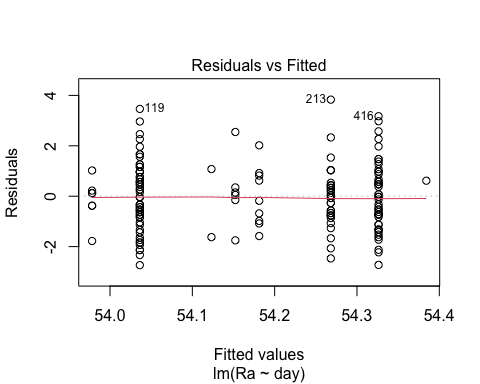 Residuals vs Fitted
Residuals
4
2
0
-2
119
213
416
54.0 54.1 54.2 54.3 54.4
Fitted values
lm(Ra ~ day)